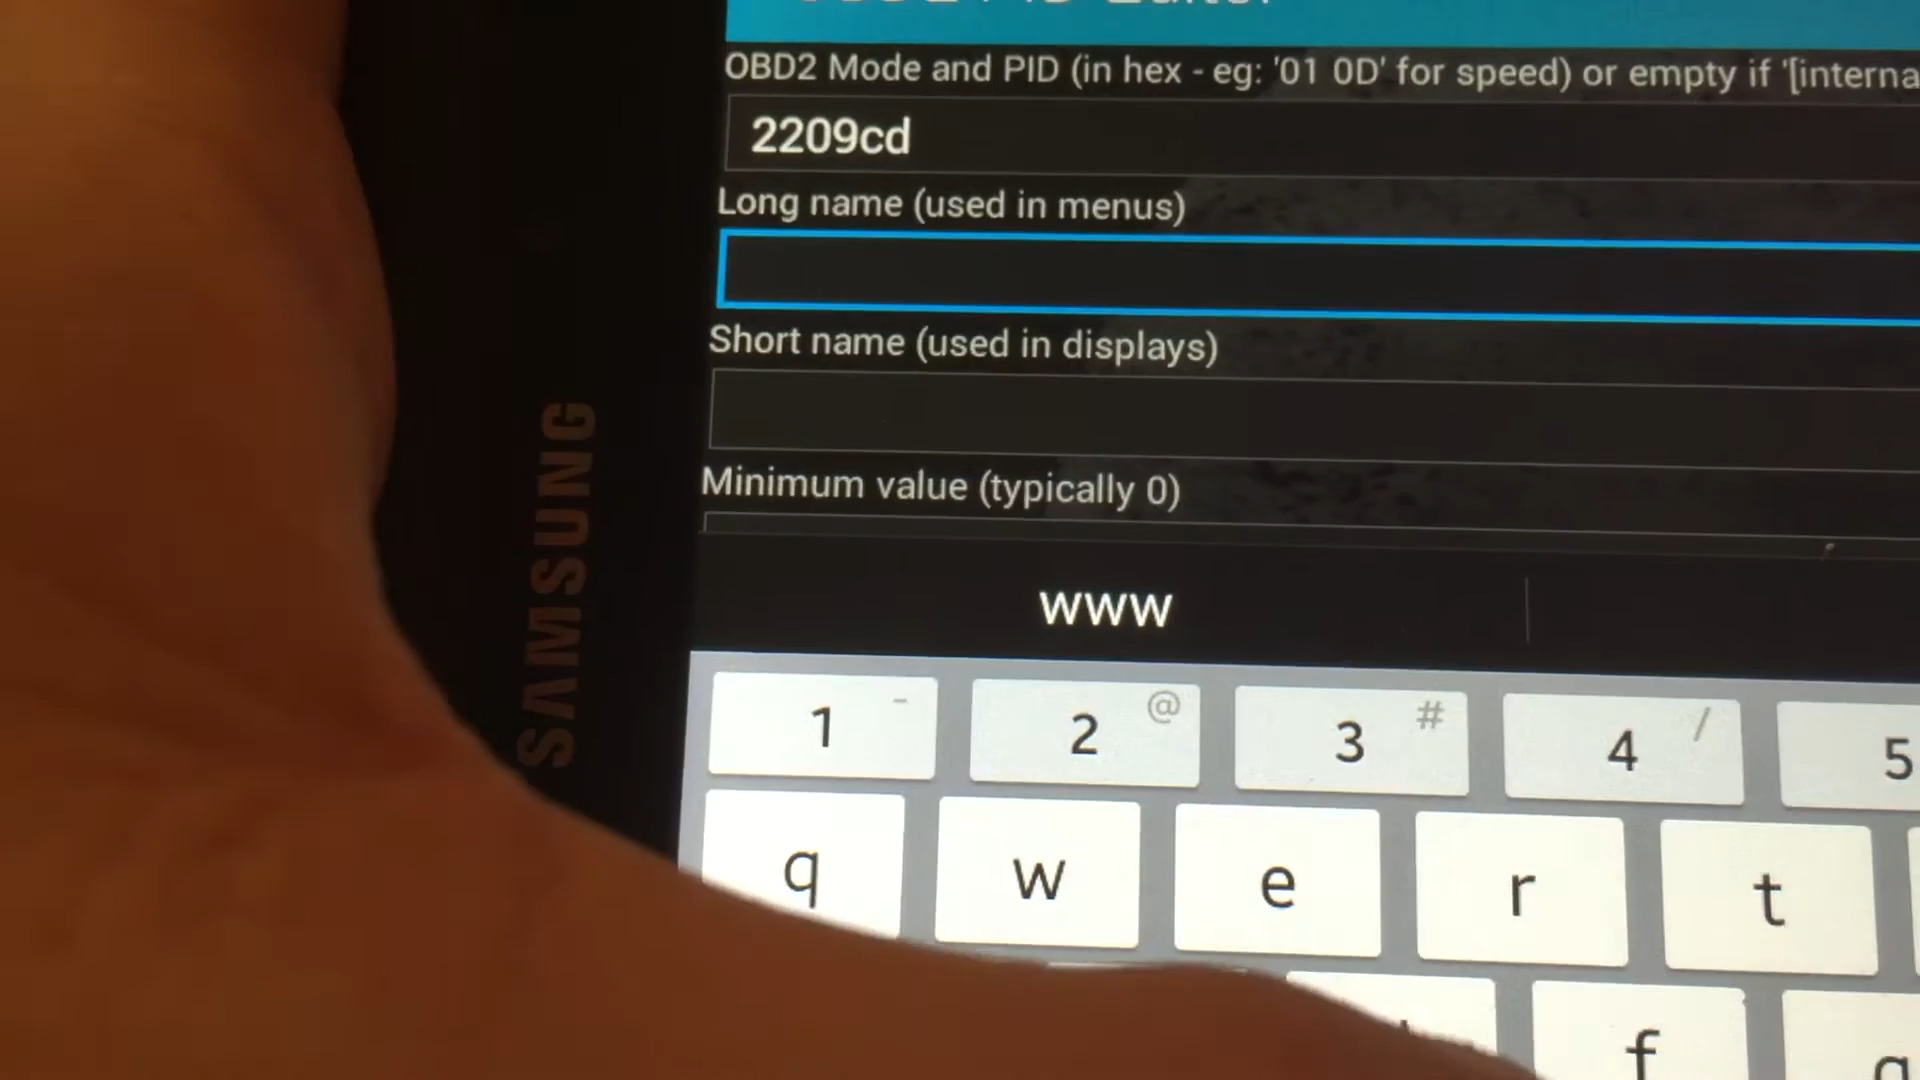 OBD2 Mode and PID (in hex - eg: '01 0D' for speed) or empty if '[interna
2209cd
Long name (used in menus)
Short name (used in displays)
Minimum value (typically 0)
www
SAMSUNG
1 - 2 @ 3 # 4 / 5
q w e r t
f